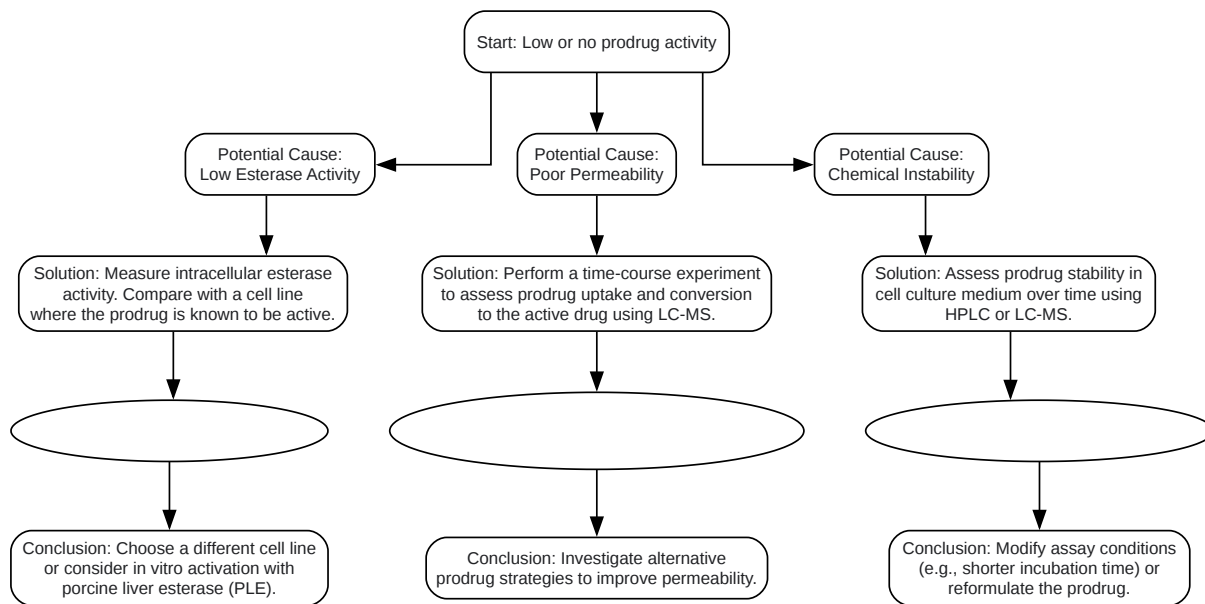 Start: Low or no prodrug activity
Potential Cause:
Low Esterase Activity
Potential Cause:
Poor Permeability
Potential Cause:
Chemical Instability
Solution: Measure intracellular esterase
activity. Compare with a cell line
where the prodrug is known to be active.
Solution: Perform a time-course experiment
to assess prodrug uptake and conversion
to the active drug using LC-MS.
Solution: Assess prodrug stability in
cell culture medium over time using
HPLC or LC-MS.
Conclusion: Choose a different cell line
or consider in vitro activation with
porcine liver esterase (PLE).
Conclusion: Investigate alternative
prodrug strategies to improve permeability.
Conclusion: Modify assay conditions
(e.g., shorter incubation time) or
reformulate the prodrug.